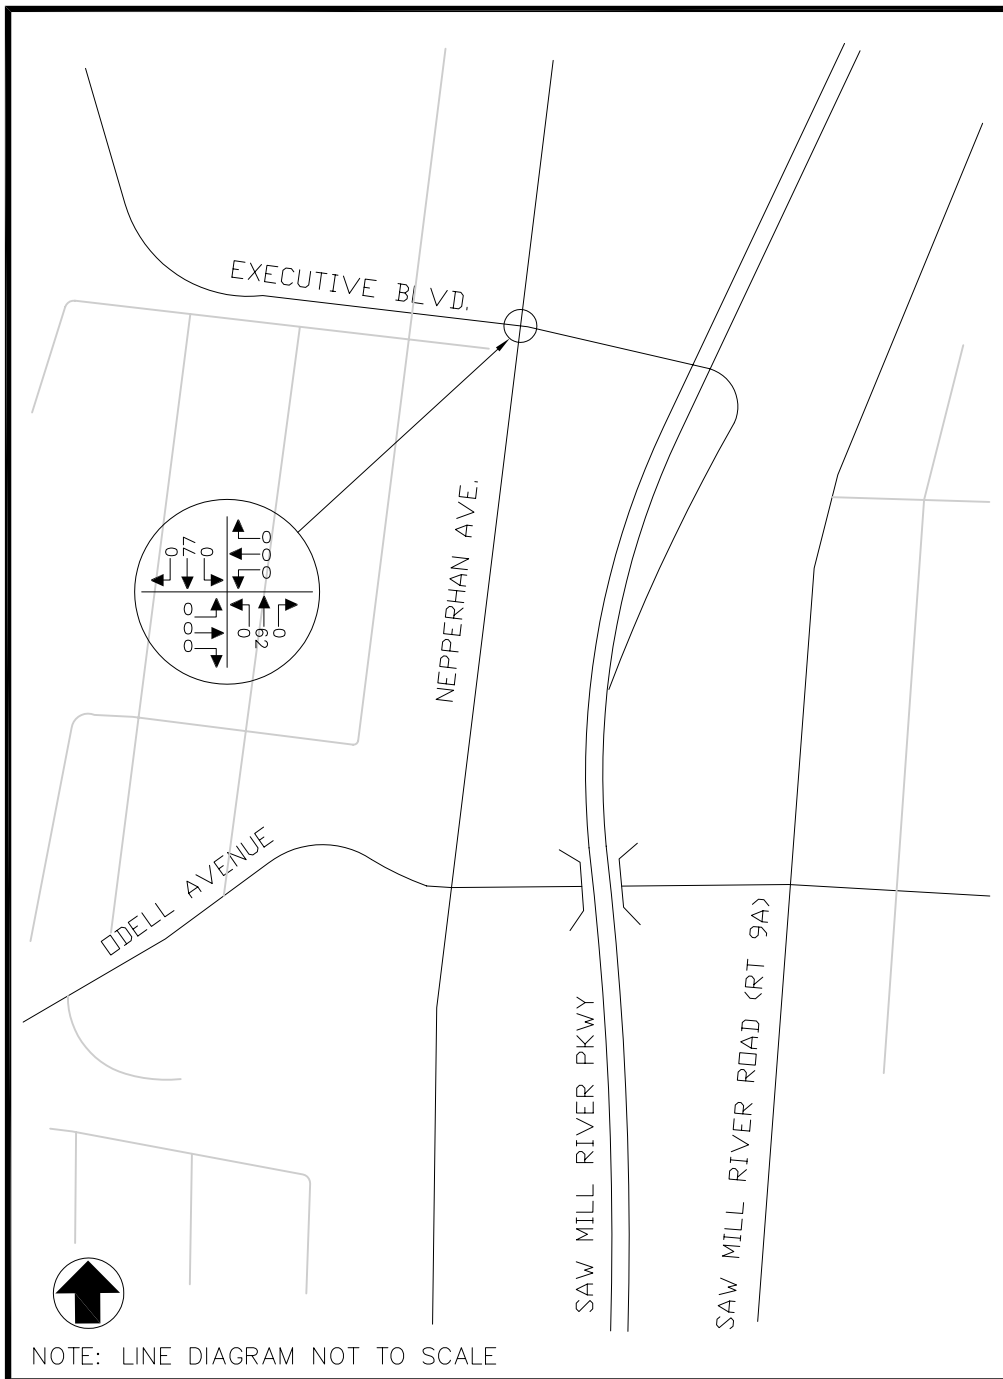 EXECUTIVE BLVD.
NEPPERHAN AVE.
0
77
0
0
0
0
0
0
0
0
62
0
ODELL AVENUE
SAW MILL RIVER PKWY
SAW MILL RIVER ROAD (RT 9A)
NOTE: LINE DIAGRAM NOT TO SCALE